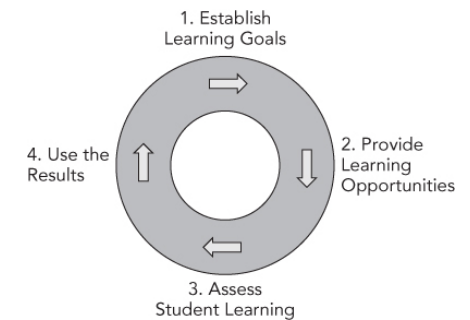 1. Establish
Learning Goals
2. Provide
Learning
Opportunities
3. Assess
Student Learning
4. Use the
Results